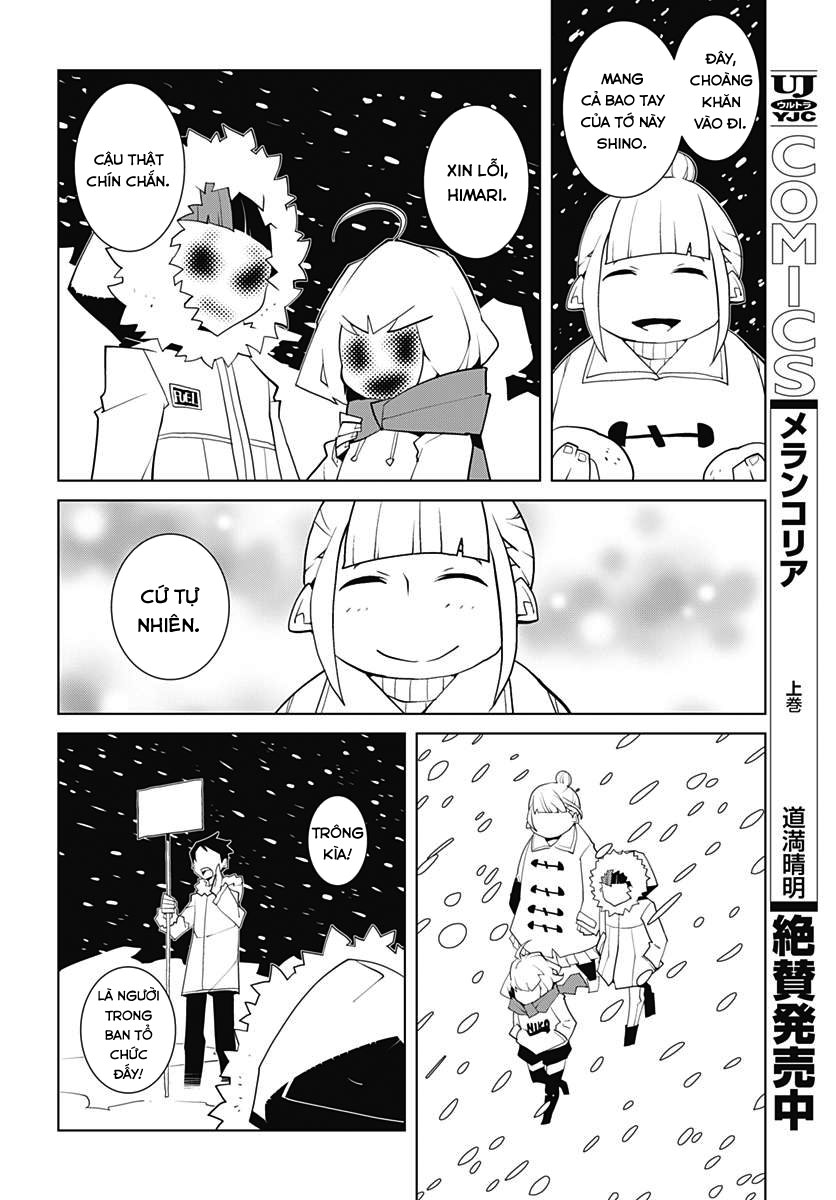 ĐÂY,
CHOÀNG
KHĂN
VÀO ĐI.
MANG
CẢ BAO TAY
CỦA TỚ NÀY
SHINO.
XIN LỖI,
HIMARI.
CẬU THẬT
CHÍN CHẮN.
FUEL
CỨ TỰ
NHIÊN.
NIKO
TRÔNG
KÌA!
LÀ NGƯỜI
TRONG
BAN TỔ
CHỨC
ĐẤY!
UJ
ウルトラ
YJC
COMICS
メランコリア
上巻
道満晴明
絶賛発売中